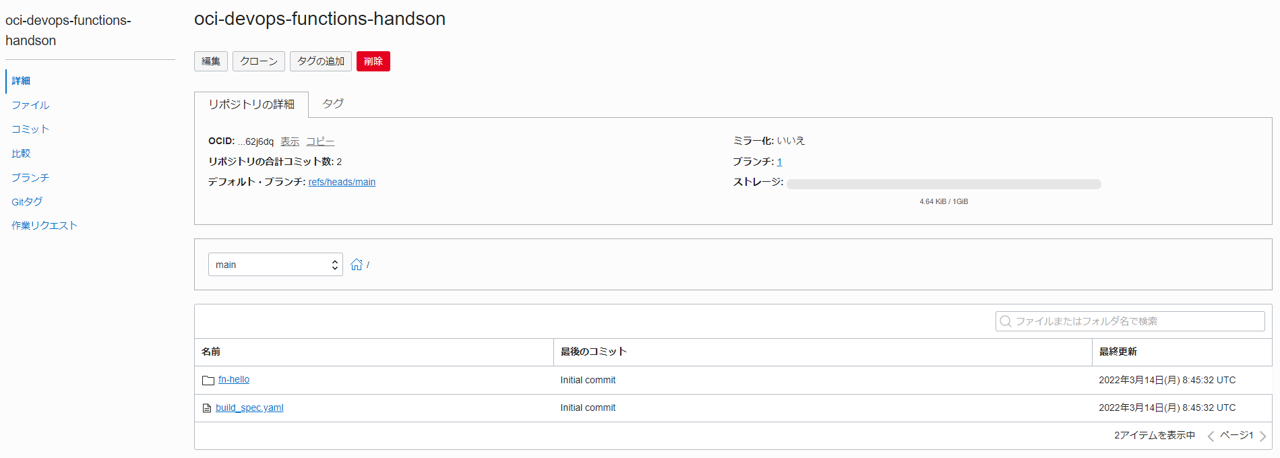 oci-devops-functions-
handson
詳細
ファイル
コミット
比較
ブランチ
Gitタグ
作業リクエスト
oci-devops-functions-handson
編集 クローン タグの追加 削除
リポジトリの詳細 タグ
OCID: ...62j6dq 表示 コピー ミラー化: いいえ
リポジトリの合計コミット数: 2 ブランチ: 1
デフォルト・ブランチ: refs/heads/main ストレージ:
4.64 KiB / 1GiB
main /
ファイルまたはフォルダ名で検索
名前 最後のコミット 最終更新
fn-hello Initial commit 2022年3月14日(月) 8:45:32 UTC
build_spec.yaml Initial commit 2022年3月14日(月) 8:45:32 UTC
2アイテムを表示中 ページ1